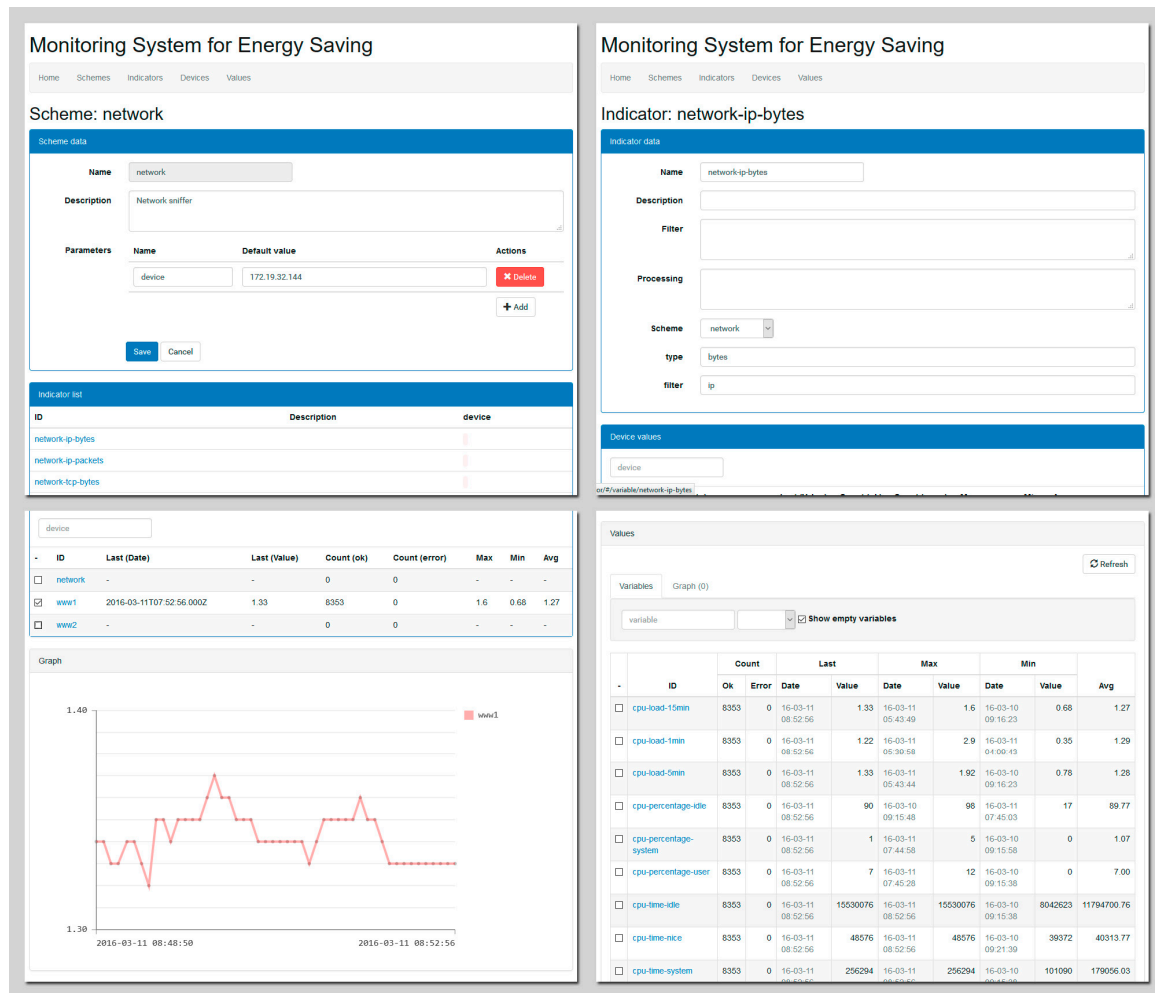 Monitoring System for Energy Saving
Home Schemes Indicators Devices Values
Scheme: network
Scheme data
Name network
Description Network sniffer
Parameters Name Default value Actions
device 172.19.32.144 Delete
Add
Save Cancel
Indicator list
ID Description device
network-ip-bytes
network-ip-packets
network-tcp-bytes
Monitoring System for Energy Saving
Home Schemes Indicators Devices Values
Indicator: network-ip-bytes
Indicator data
Name network-ip-bytes
Description
Filter
Processing
Scheme network
type bytes
filter ip
Device values
device
or/#/variable/network-ip-bytes
device
- ID Last (Date) Last (Value) Count (ok) Count (error) Max Min Avg
network - - 0 0 - - -
www1 2016-03-11T07:52:56.000Z 1.33 8353 0 1.6 0.68 1.27
www2 - - 0 0 - - -
Graph
1.40
www1
1.30
2016-03-11 08:48:50 2016-03-11 08:52:56
Values
Refresh
Variables Graph (0)
variable Show empty variables
Count Last Max Min
- ID Ok Error Date Value Date Value Date Value Avg
cpu-load-15min 8353 0 16-03-11 1.33 16-03-11 1.6 16-03-10 0.68 1.27
08:52:56 05:43:49 09:16:23
cpu-load-1min 8353 0 16-03-11 1.22 16-03-11 2.9 16-03-11 0.35 1.29
08:52:56 05:39:58 04:09:43
cpu-load-5min 8353 0 16-03-11 1.33 16-03-11 1.92 16-03-10 0.78 1.28
08:52:56 05:43:44 09:16:23
cpu-percentage-idle 8353 0 16-03-11 90 16-03-10 98 16-03-11 17 89.77
08:52:56 09:15:48 07:45:03
cpu-percentage- 8353 0 16-03-11 1 16-03-11 5 16-03-10 0 1.07
system 08:52:56 07:44:58 09:15:58
cpu-percentage-user 8353 0 16-03-11 7 16-03-11 12 16-03-10 0 7.00
08:52:56 07:45:28 09:15:38
cpu-time-idle 8353 0 16-03-11 15530076 16-03-11 15530076 16-03-10 8042623 11794700.76
08:52:56 08:52:56 09:15:38
cpu-time-nice 8353 0 16-03-11 48576 16-03-11 48576 16-03-10 39372 40313.77
08:52:56 08:52:56 09:21:39
cpu-time-system 8353 0 16-03-11 256294 16-03-11 256294 16-03-10 101090 179056.03